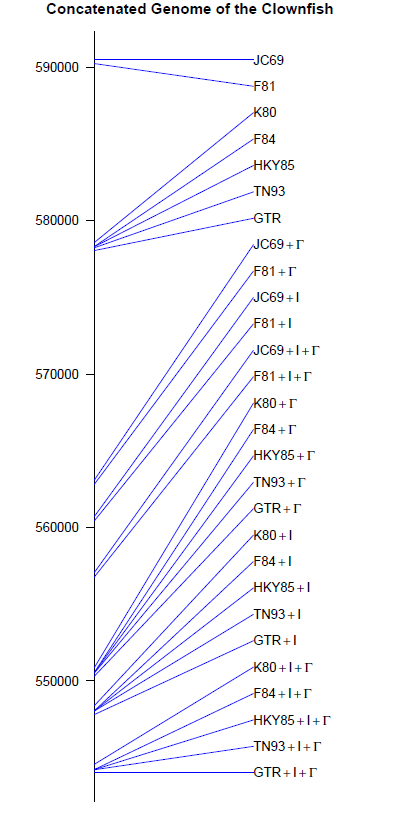 Concatenated Genome of the Clownfish
590000
JC69
F81
K80
F84
HKY85
TN93
580000
GTR
JC69+Γ
F81+Γ
JC69+I
F81+I
JC69+I+Γ
570000
F81+I+Γ
K80+Γ
F84+Γ
HKY85+Γ
TN93+Γ
GTR+Γ
560000
K80+I
F84+I
HKY85+I
TN93+I
GTR+I
K80+I+Γ
550000
F84+I+Γ
HKY85+I+Γ
TN93+I+Γ
GTR+I+Γ